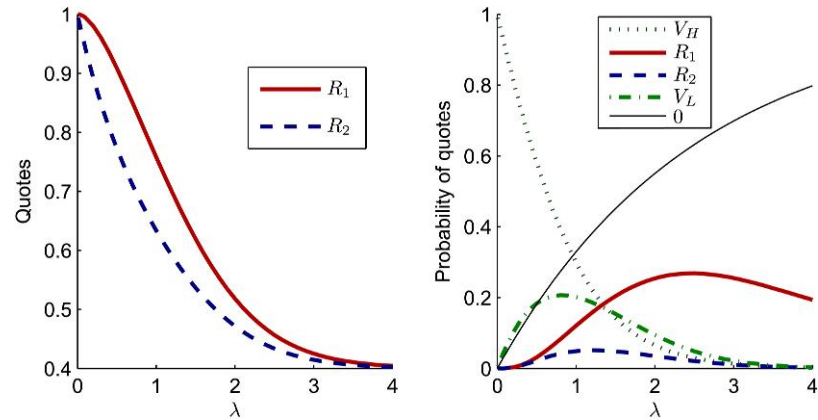 Quotes
1
0.9
0.8
0.7
0.6
0.5
0.4
0 1 2 3 4
λ
R₁
R₂
Probability of quotes
1
0.8
0.6
0.4
0.2
0
0 1 2 3 4
λ
V_H
R₁
R₂
V_L
0